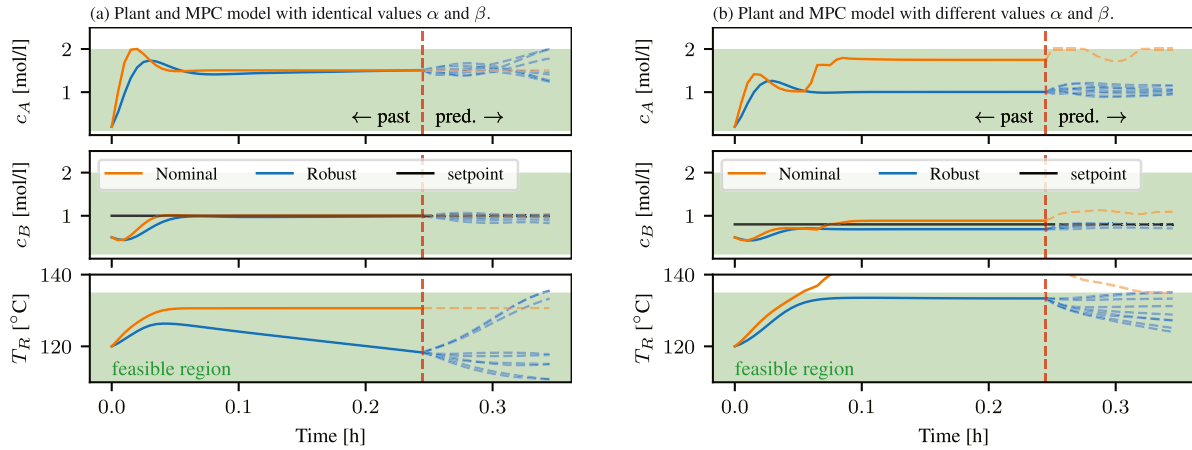 (a) Plant and MPC model with identical values α and β.
2
1
c_A [mol/l]
← past
pred. →
Nominal
Robust
setpoint
2
1
c_B [mol/l]
140
120
T_R [°C]
feasible region
0.0
0.1
0.2
0.3
Time [h]
(b) Plant and MPC model with different values α and β.
2
1
c_A [mol/l]
← past
pred. →
Nominal
Robust
setpoint
2
1
c_B [mol/l]
140
120
T_R [°C]
feasible region
0.0
0.1
0.2
0.3
Time [h]